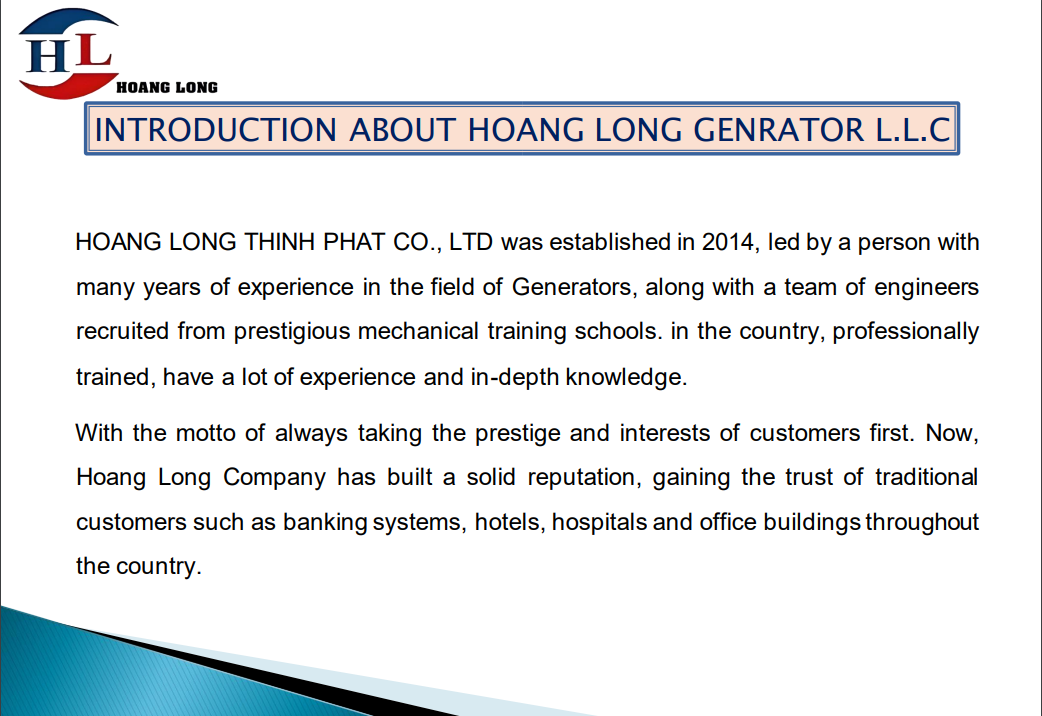 HL
HOANG LONG
INTRODUCTION ABOUT HOANG LONG GENRATOR L.L.C
HOANG LONG THINH PHAT CO., LTD was established in 2014, led by a person with
many years of experience in the field of Generators, along with a team of engineers
recruited from prestigious mechanical training schools. in the country, professionally
trained, have a lot of experience and in-depth knowledge.
With the motto of always taking the prestige and interests of customers first. Now,
Hoang Long Company has built a solid reputation, gaining the trust of traditional
customers such as banking systems, hotels, hospitals and office buildings throughout
the country.